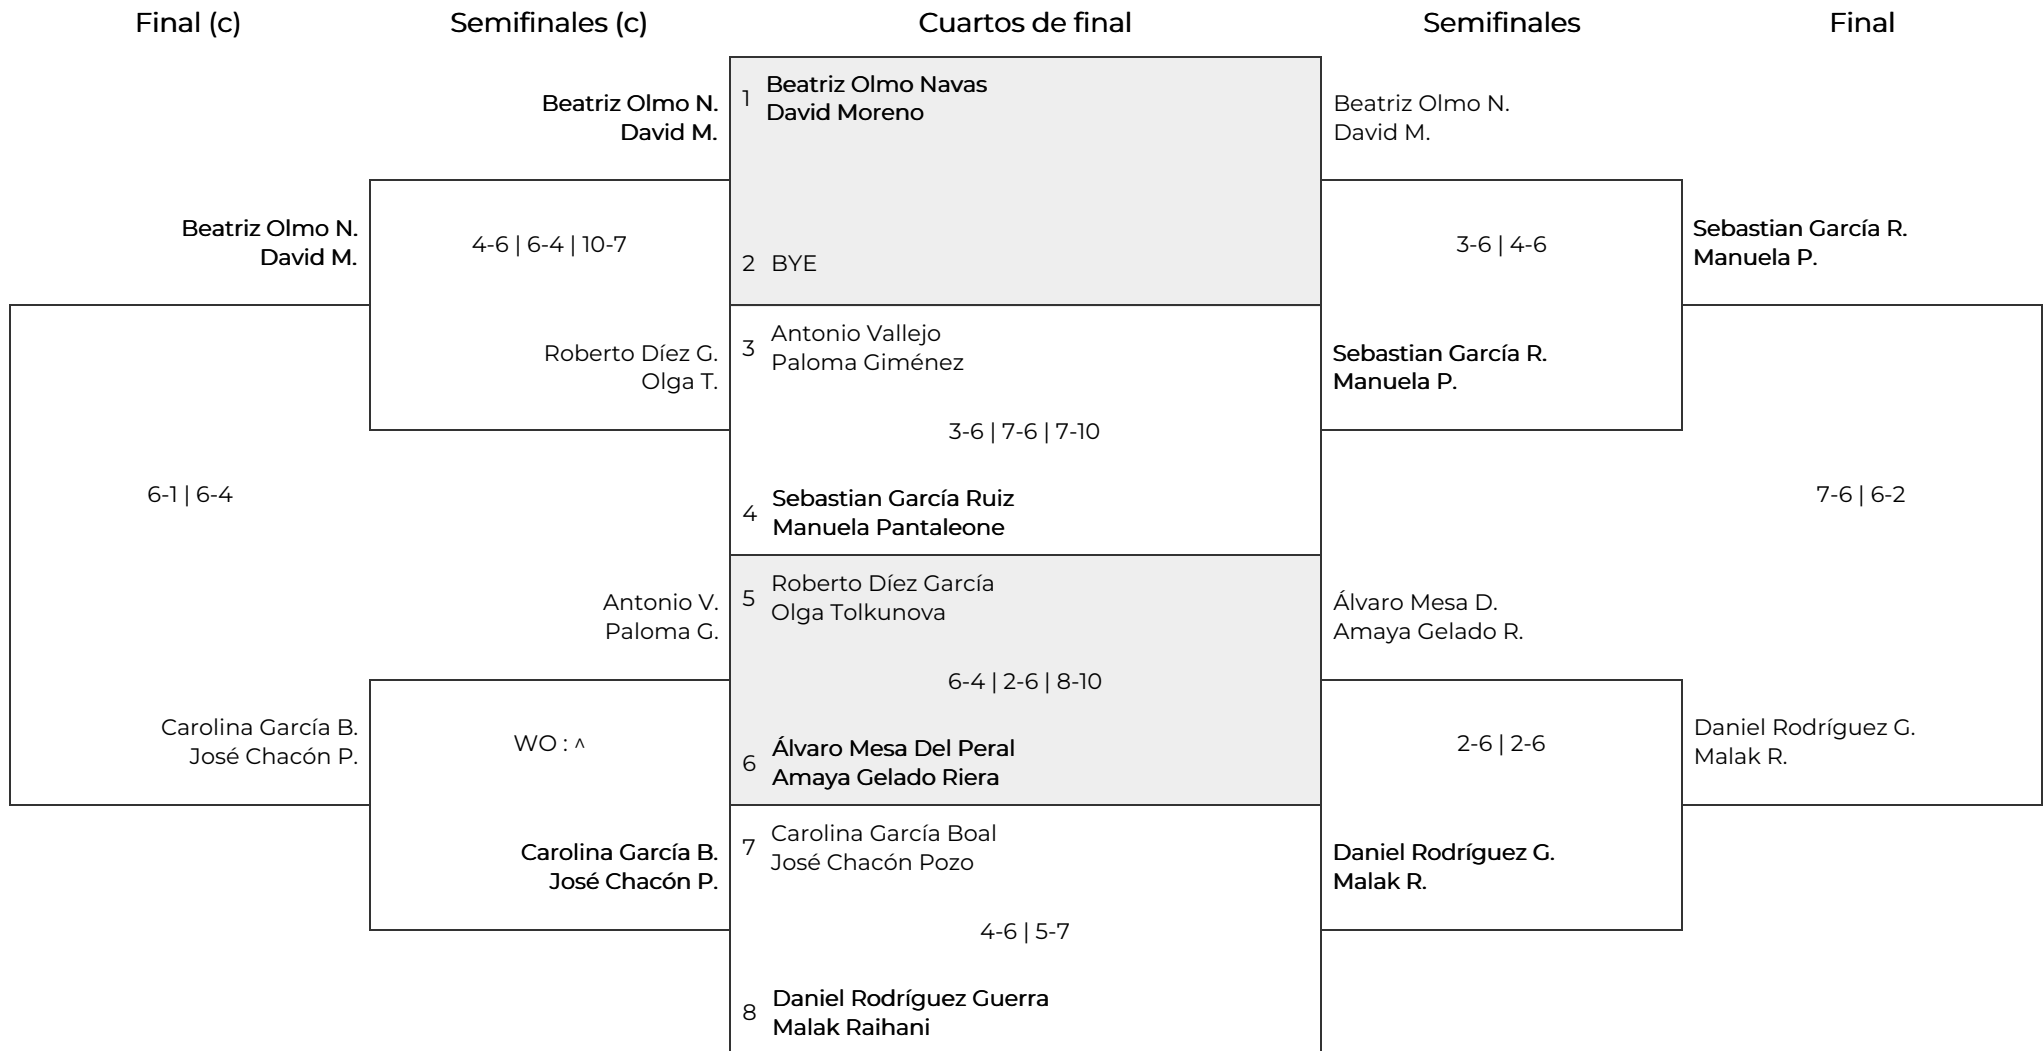 Final (c)
Semifinales (c)
Cuartos de final
Semifinales
Final
Beatriz Olmo N.
David M.
1
Beatriz Olmo Navas
David Moreno
Beatriz Olmo N.
David M.
Beatriz Olmo N.
David M.
4-6 | 6-4 | 10-7
2 BYE
3-6 | 4-6
Sebastian García R.
Manuela P.
Roberto Díez G.
Olga T.
3
Antonio Vallejo
Paloma Giménez
Sebastian García R.
Manuela P.
3-6 | 7-6 | 7-10
6-1 | 6-4
4
Sebastian García Ruiz
Manuela Pantaleone
7-6 | 6-2
Antonio V.
Paloma G.
5
Roberto Díez García
Olga Tolkunova
Álvaro Mesa D.
Amaya Gelado R.
6-4 | 2-6 | 8-10
Carolina García B.
José Chacón P.
WO : ^
6
Álvaro Mesa Del Peral
Amaya Gelado Riera
2-6 | 2-6
Daniel Rodríguez G.
Malak R.
Carolina García B.
José Chacón P.
7
Carolina García Boal
José Chacón Pozo
Daniel Rodríguez G.
Malak R.
4-6 | 5-7
8
Daniel Rodríguez Guerra
Malak Raihani